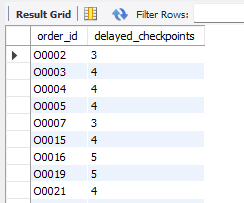 Result Grid Filter Rows:
order_id delayed_checkpoints
O0002 3
O0003 4
O0004 4
O0005 4
O0007 3
O0015 4
O0016 5
O0019 5
O0021 4